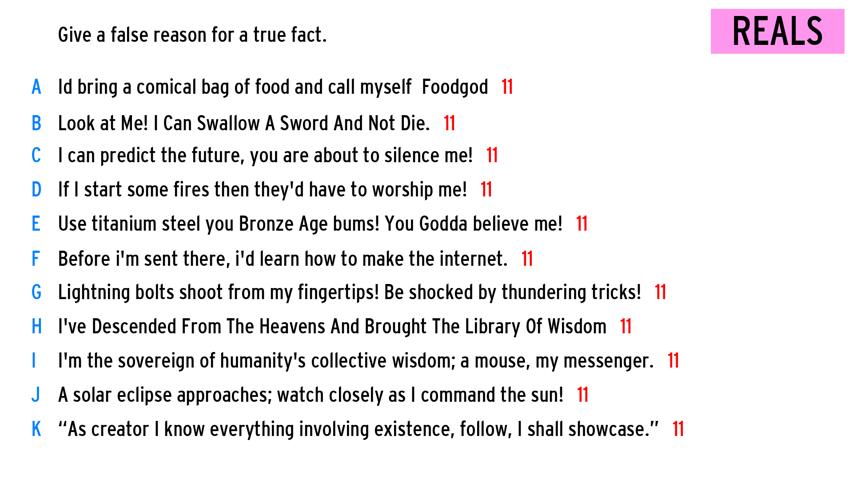 REALS
Give a false reason for a true fact.
A Id bring a comical bag of food and call myself Foodgod 11
B Look at Me! I Can Swallow A Sword And Not Die. 11
C I can predict the future, you are about to silence me! 11
D If I start some fires then they'd have to worship me! 11
E Use titanium steel you Bronze Age bums! You Godda believe me! 11
F Before i'm sent there, i'd learn how to make the internet. 11
G Lightning bolts shoot from my fingertips! Be shocked by thundering tricks! 11
H I've Descended From The Heavens And Brought The Library Of Wisdom 11
I I'm the sovereign of humanity's collective wisdom; a mouse, my messenger. 11
J A solar eclipse approaches; watch closely as I command the sun! 11
K “As creator I know everything involving existence, follow, I shall showcase.” 11